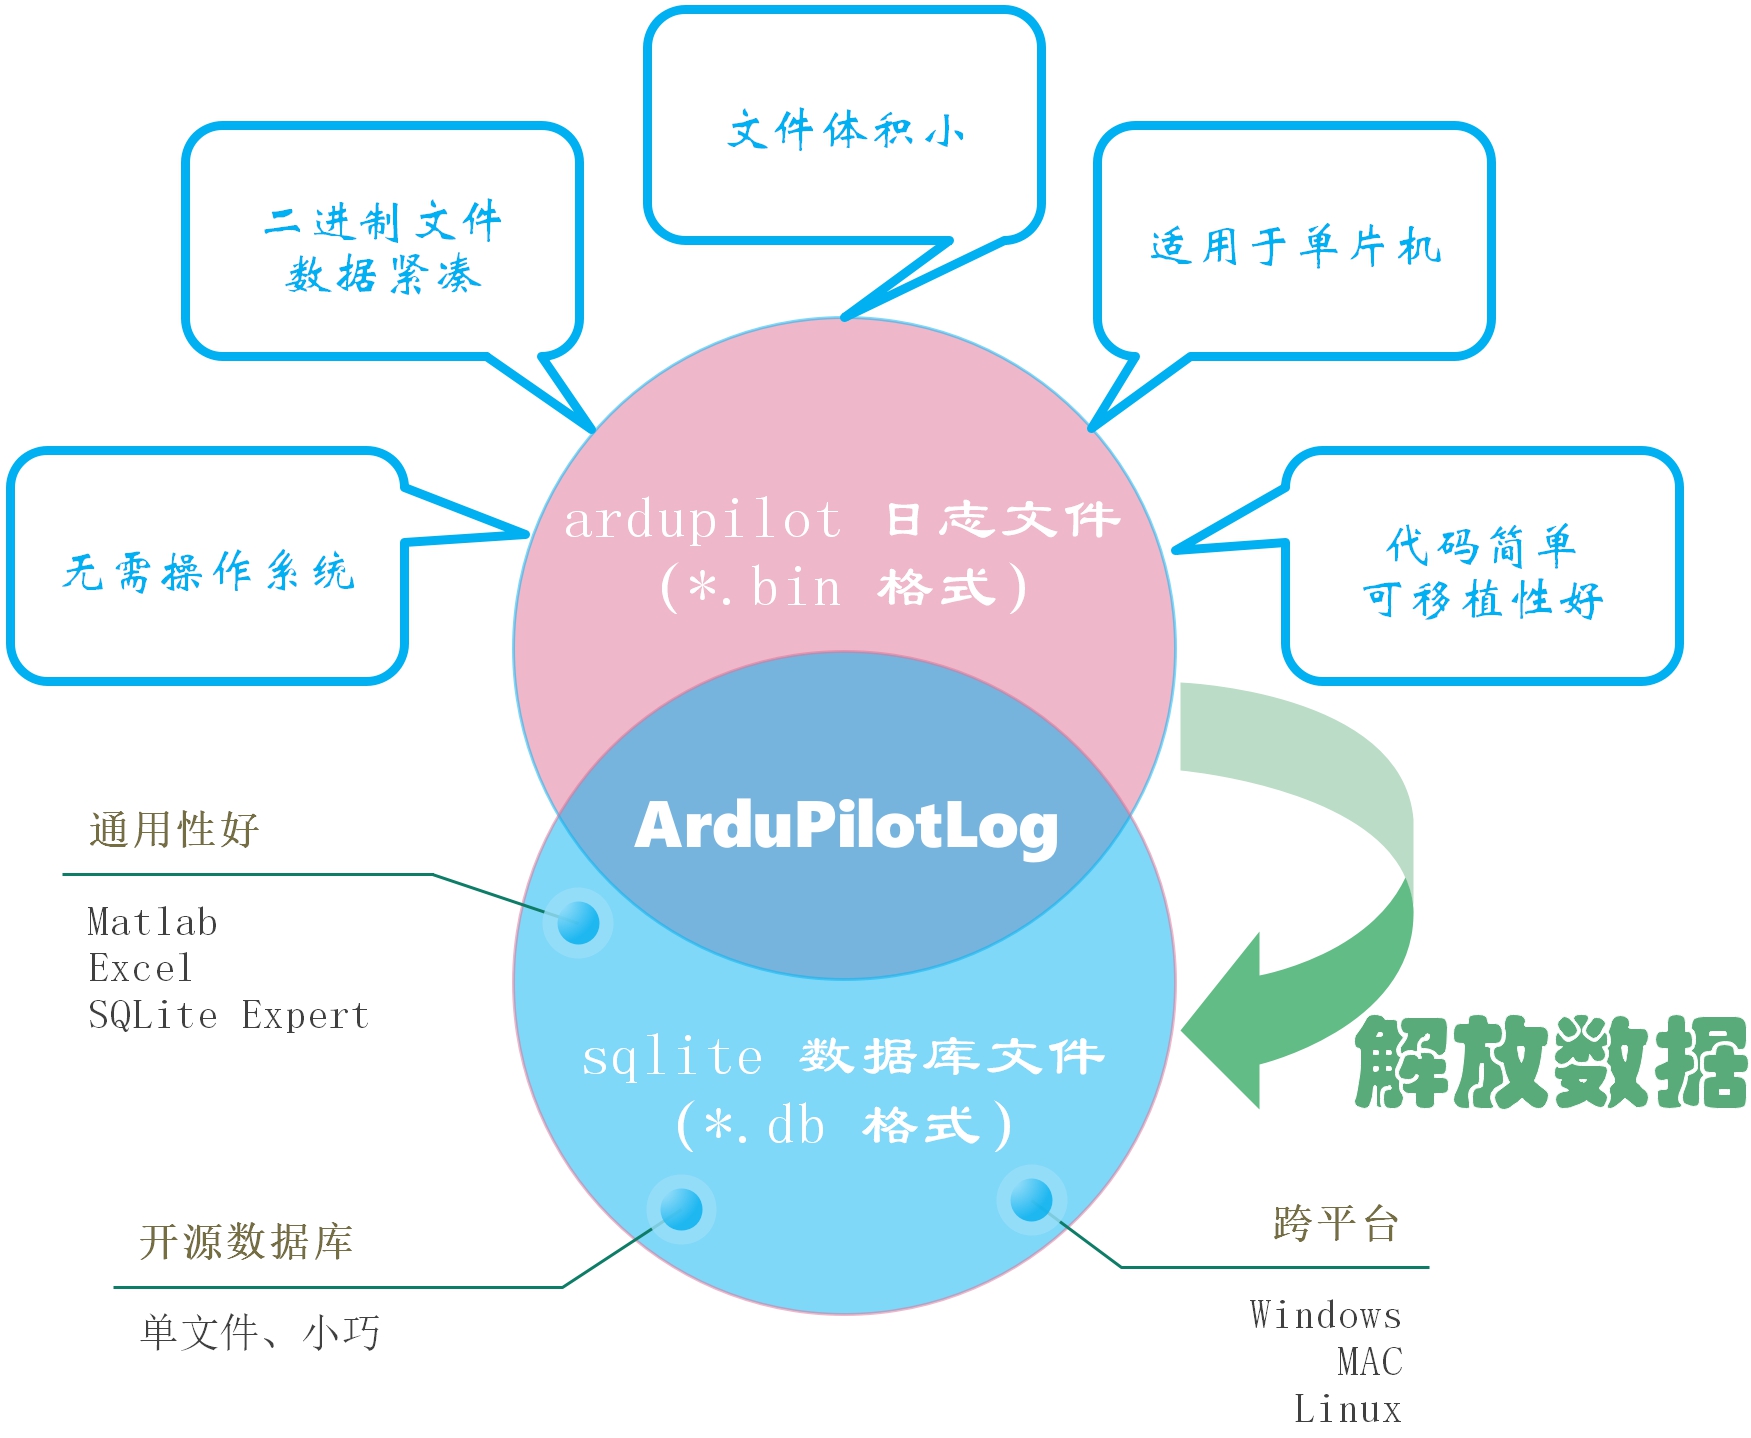 文件体积小
二进制文件
数据紧凑
适用于单片机
无需操作系统
代码简单
可移植性好
ardupilot 日志文件
(*.bin 格式)
ArduPilotLog
通用性好
Matlab
Excel
SQLite Expert
sqlite 数据库文件
(*.db 格式)
解放数据
开源数据库
单文件、小巧
跨平台
Windows
MAC
Linux